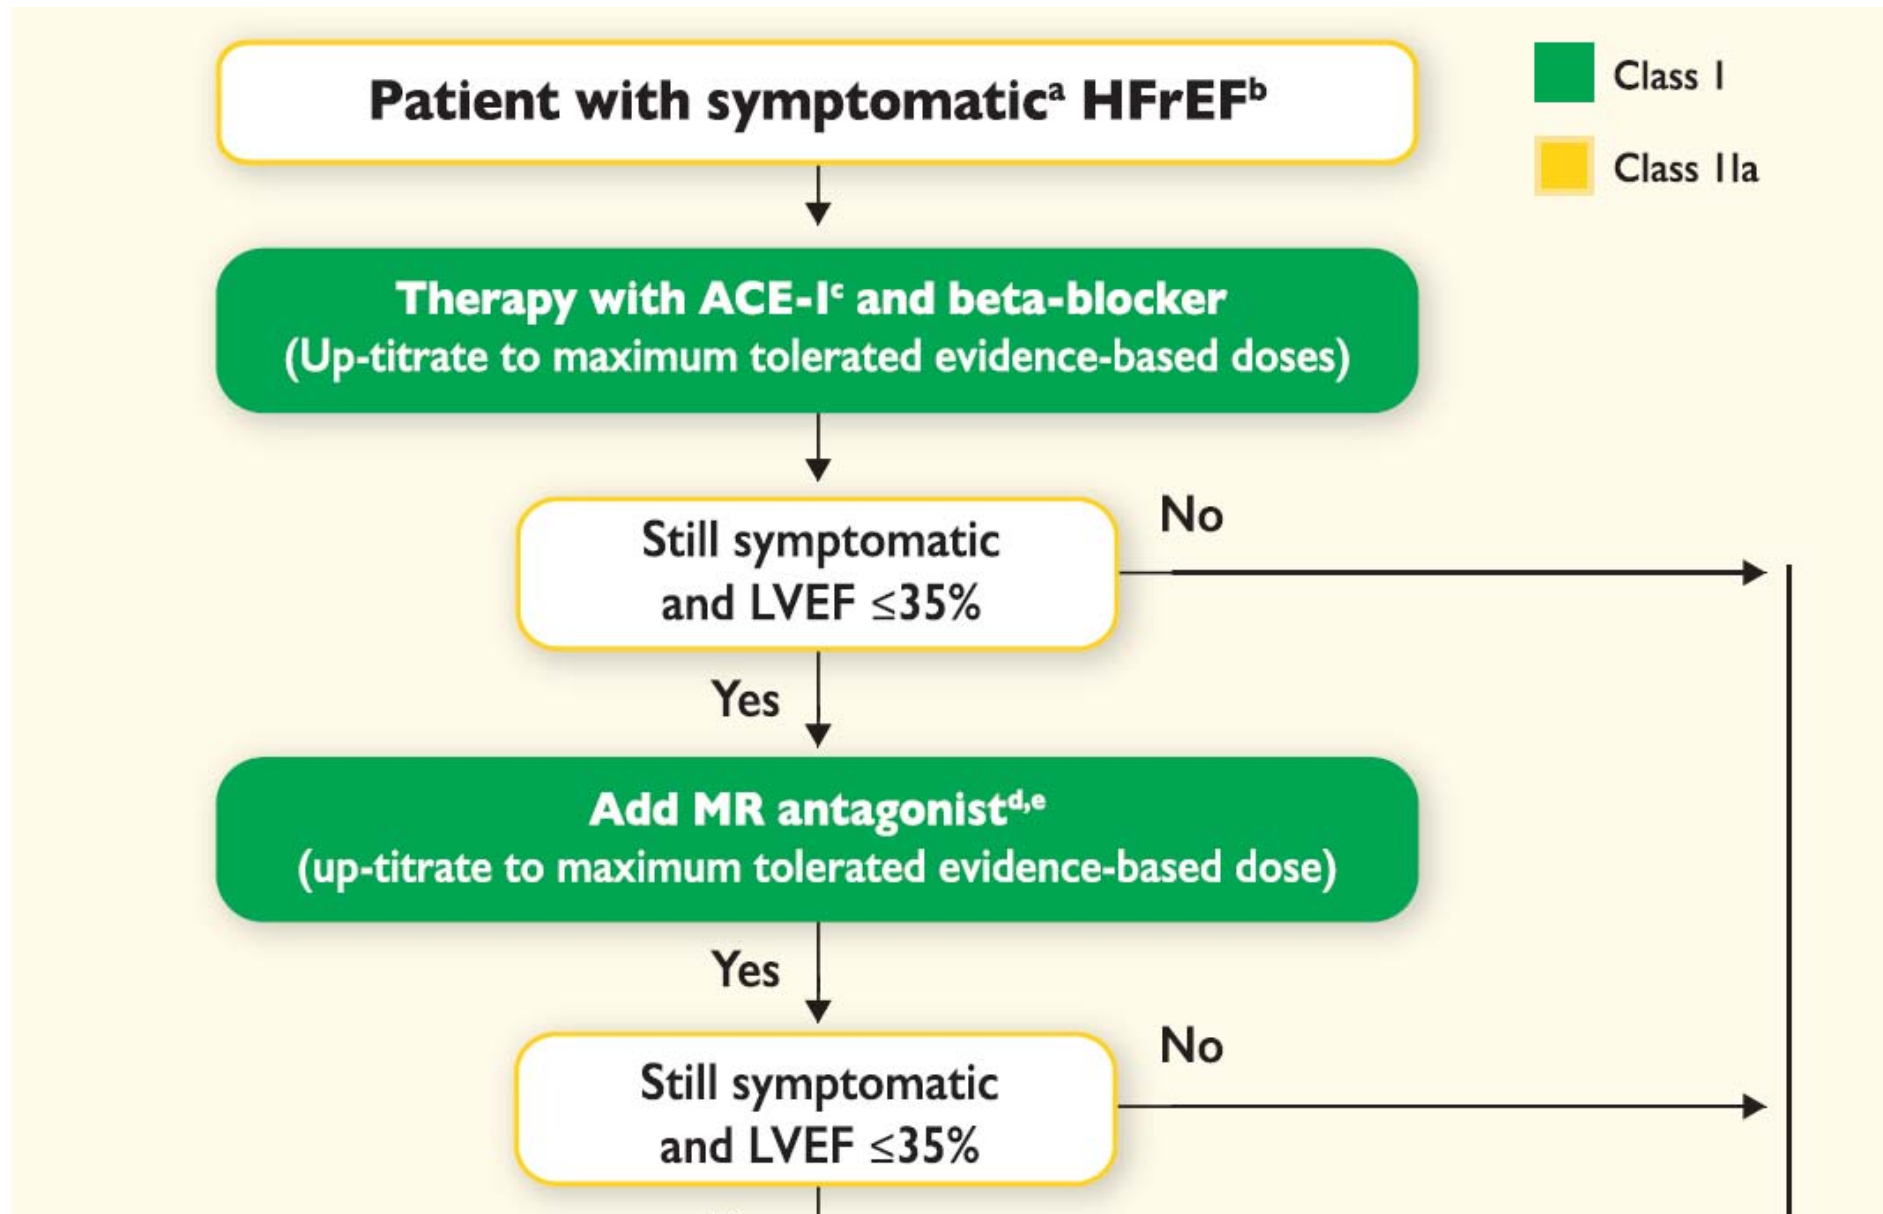 Patient with symptomaticᵃ HFrEFᵇ
Class I
Class IIa
Therapy with ACE-Iᶜ and beta-blocker
(Up-titrate to maximum tolerated evidence-based doses)
Still symptomatic
and LVEF ≤35%
No
Yes
Add MR antagonistᵈ,ᵉ
(up-titrate to maximum tolerated evidence-based dose)
Yes
Still symptomatic
and LVEF ≤35%
No